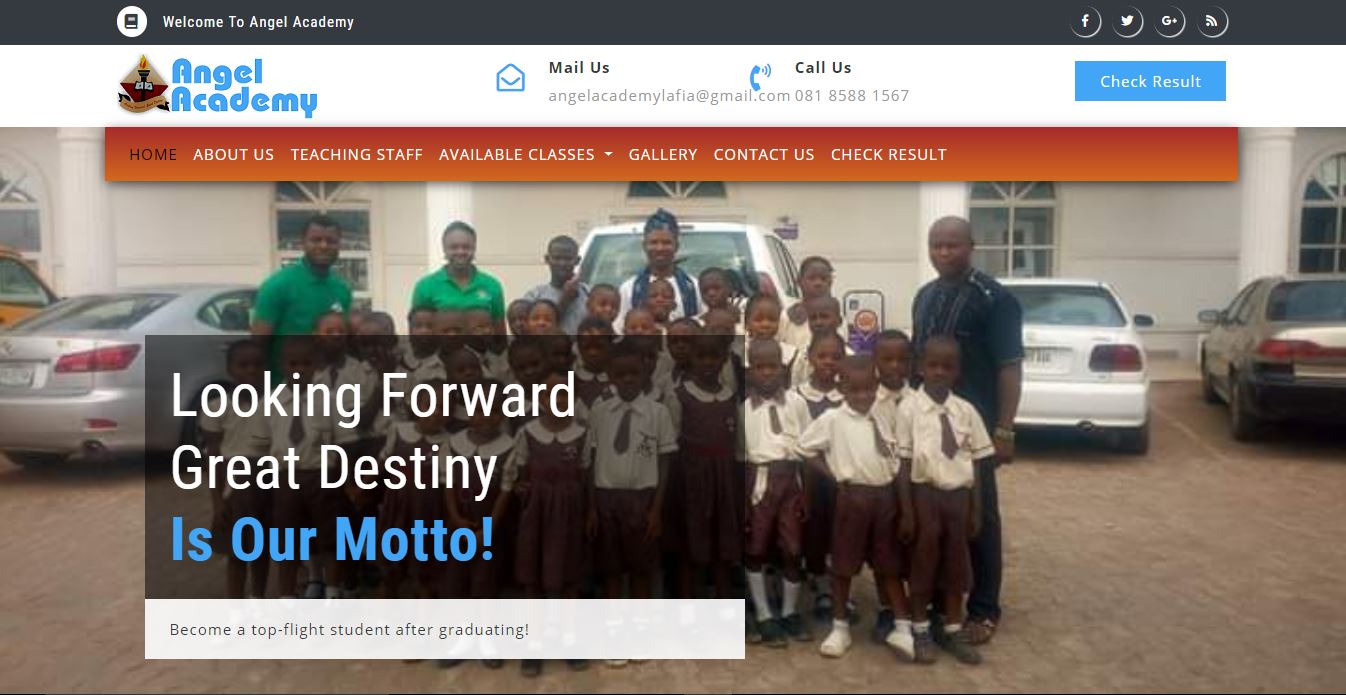 Welcome To Angel Academy
Angel
Academy
Mail Us
angelacademylafia@gmail.com
Call Us
081 8588 1567
Check Result
HOME ABOUT US TEACHING STAFF AVAILABLE CLASSES GALLERY CONTACT US CHECK RESULT
Looking Forward
Great Destiny
Is Our Motto!
Become a top-flight student after graduating!